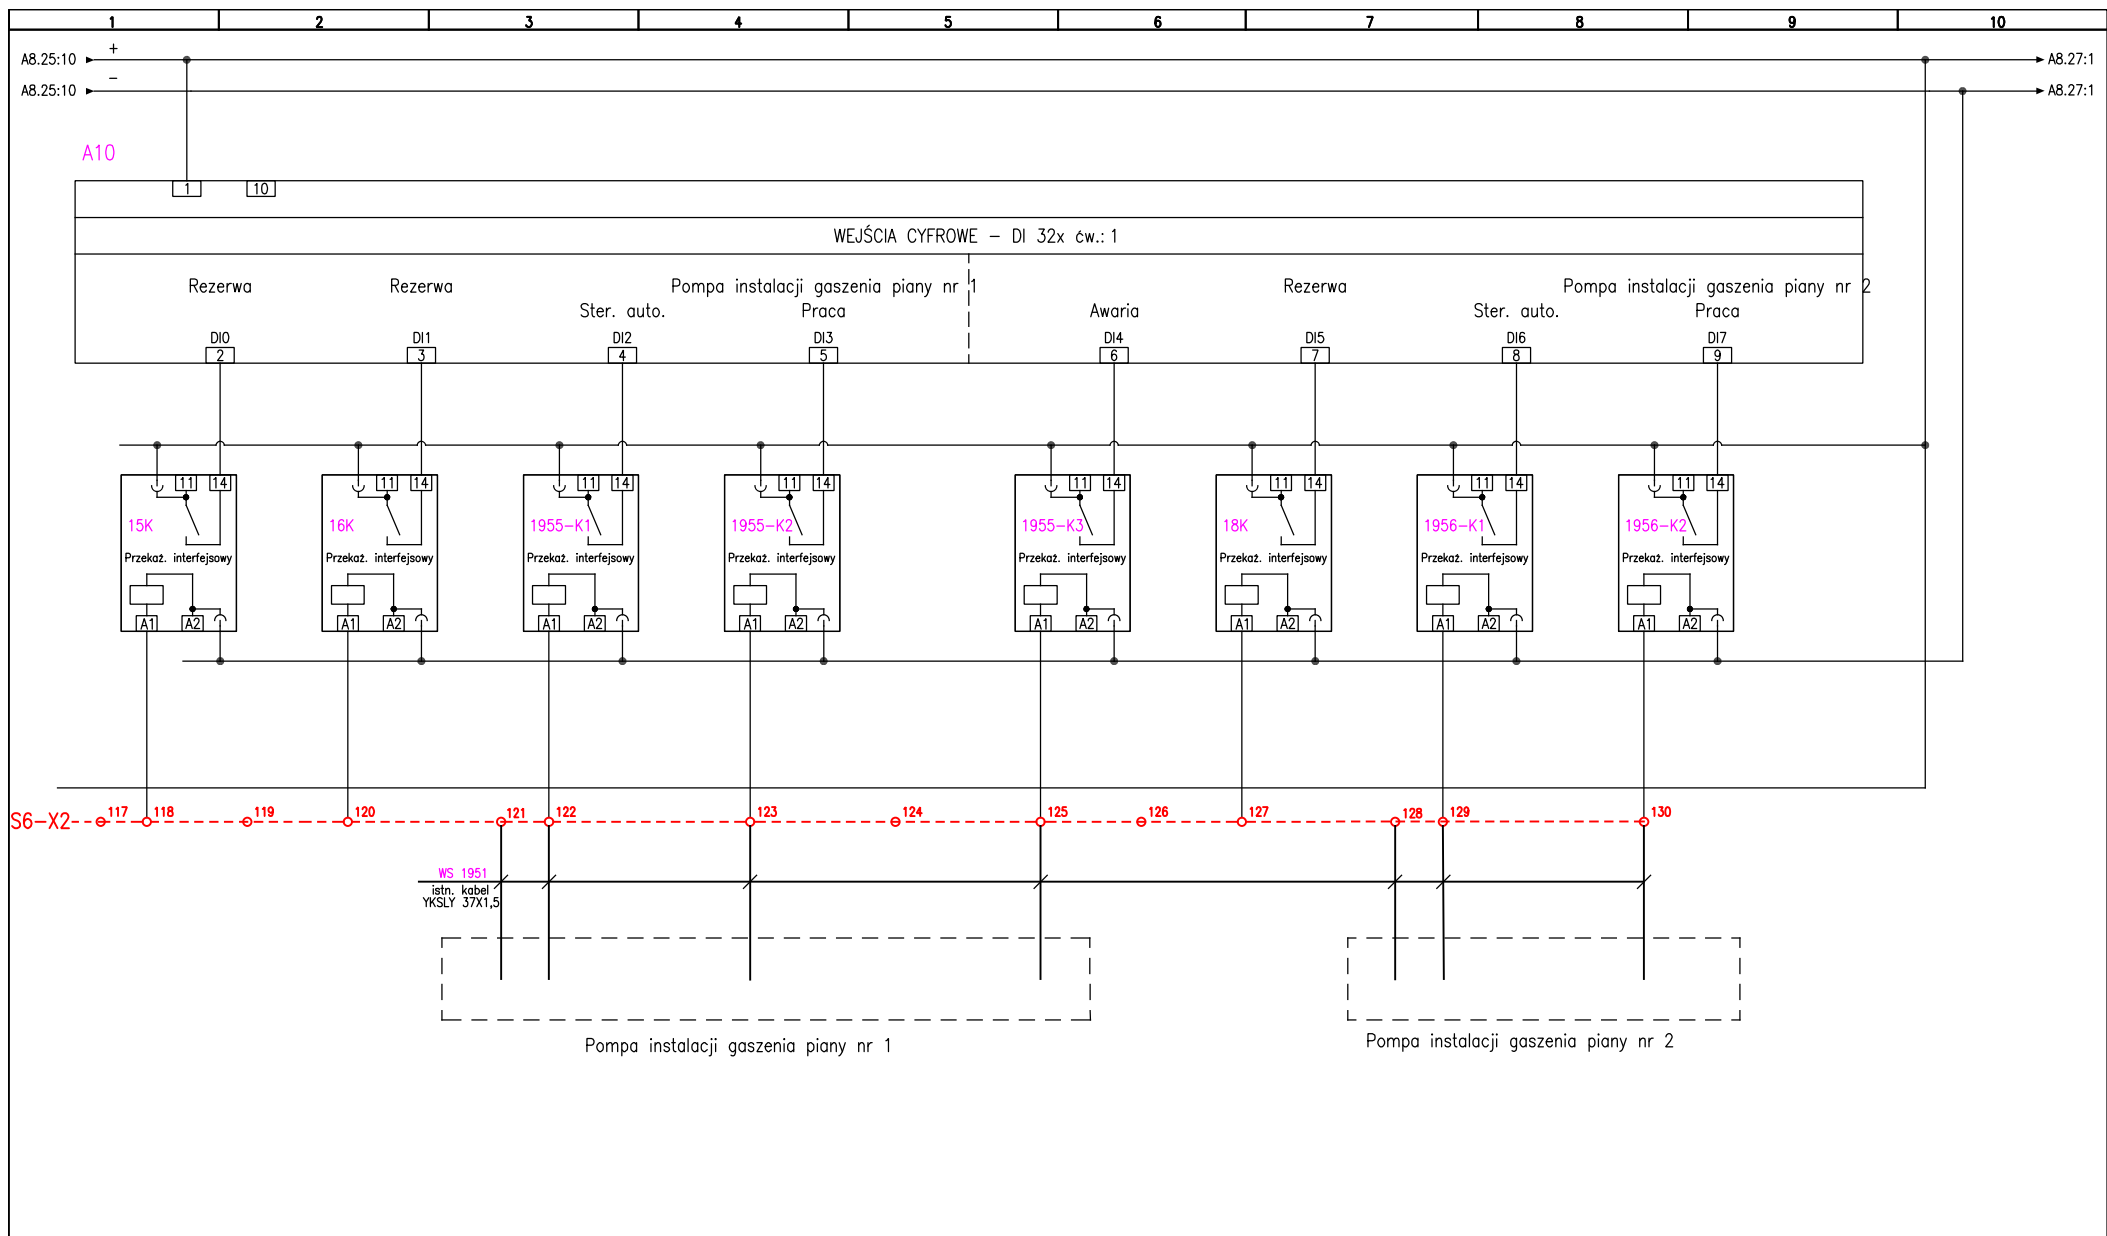 1 2 3 4 5 6 7 8 9 10
A8.25:10 + A8.27:1
A8.25:10 − A8.27:1
A10
1 10
WEJŚCIA CYFROWE − DI 32x ćw.: 1
Rezerwa Rezerwa Pompa instalacji gaszenia piany nr 1 Rezerwa Pompa instalacji gaszenia piany nr 2
Ster. auto. Praca Awaria Ster. auto. Praca
DI0 DI1 DI2 DI3 DI4 DI5 DI6 DI7
2 3 4 5 6 7 8 9
11 14 11 14 11 14 11 14 11 14 11 14 11 14 11 14
15K 16K 1955−K1 1955−K2 1955−K3 18K 1956−K1 1956−K2
Przekaź. interfejsowy Przekaź. interfejsowy Przekaź. interfejsowy Przekaź. interfejsowy Przekaź. interfejsowy Przekaź. interfejsowy Przekaź. interfejsowy Przekaź. interfejsowy
A1 A2 A1 A2 A1 A2 A1 A2 A1 A2 A1 A2 A1 A2 A1 A2
S6−X2 117 118 119 120 121 122 123 124 125 126 127 128 129 130
WS 1951
istn. kabel
YKSLY 37X1,5
Pompa instalacji gaszenia piany nr 1
Pompa instalacji gaszenia piany nr 2